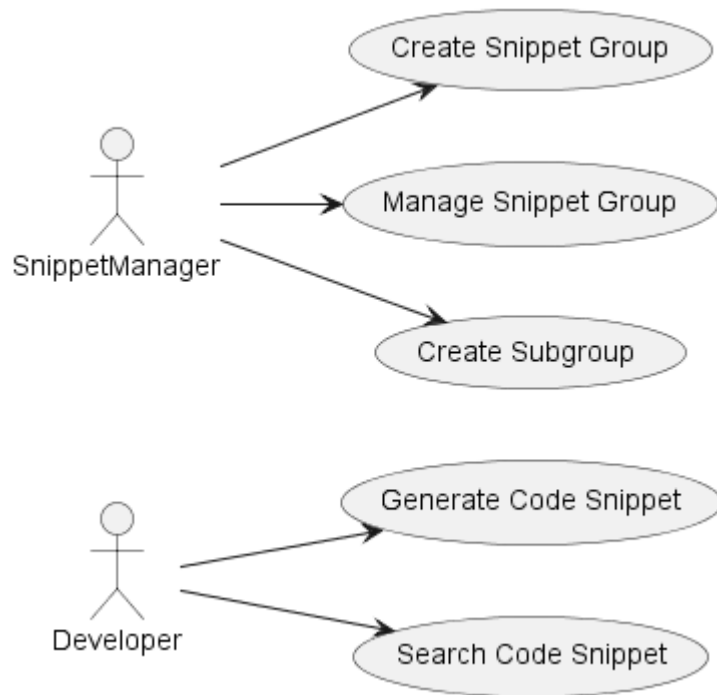 Create Snippet Group
Manage Snippet Group
SnippetManager
Create Subgroup
Generate Code Snippet
Developer
Search Code Snippet